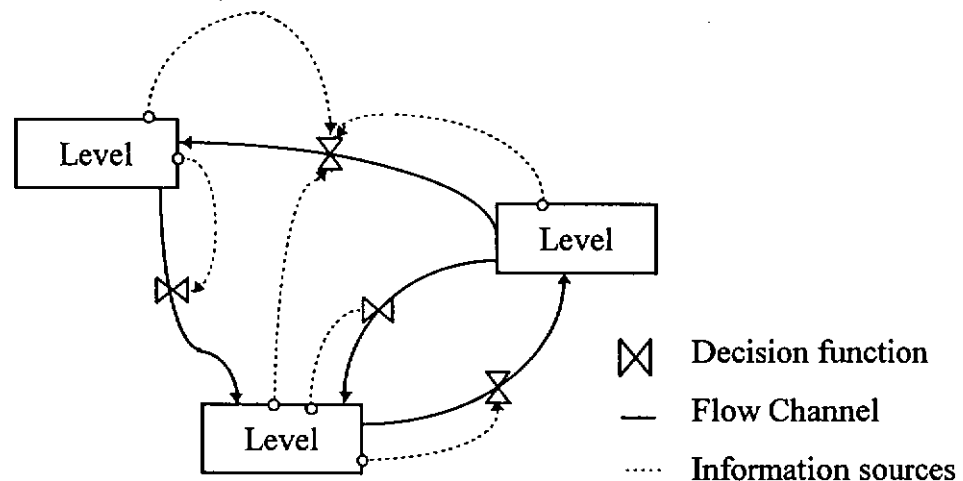 Level
Level
Level
Decision function
Flow Channel
Information sources